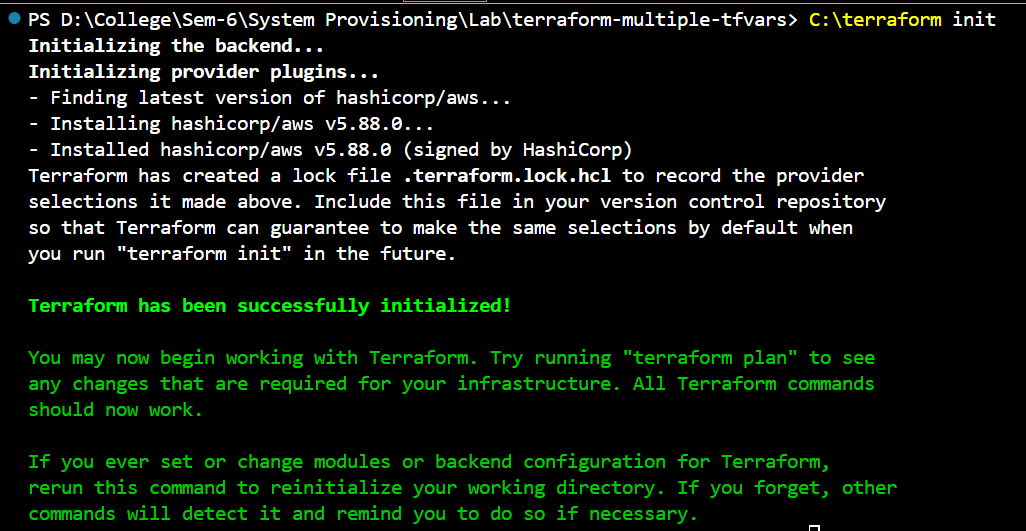 PS D:\College\Sem-6\System Provisioning\Lab\terraform-multiple-tfvars> C:\terraform init
Initializing the backend...
Initializing provider plugins...
- Finding latest version of hashicorp/aws...
- Installing hashicorp/aws v5.88.0...
- Installed hashicorp/aws v5.88.0 (signed by HashiCorp)
Terraform has created a lock file .terraform.lock.hcl to record the provider
selections it made above. Include this file in your version control repository
so that Terraform can guarantee to make the same selections by default when
you run "terraform init" in the future.
Terraform has been successfully initialized!
You may now begin working with Terraform. Try running "terraform plan" to see
any changes that are required for your infrastructure. All Terraform commands
should now work.
If you ever set or change modules or backend configuration for Terraform,
rerun this command to reinitialize your working directory. If you forget, other
commands will detect it and remind you to do so if necessary.